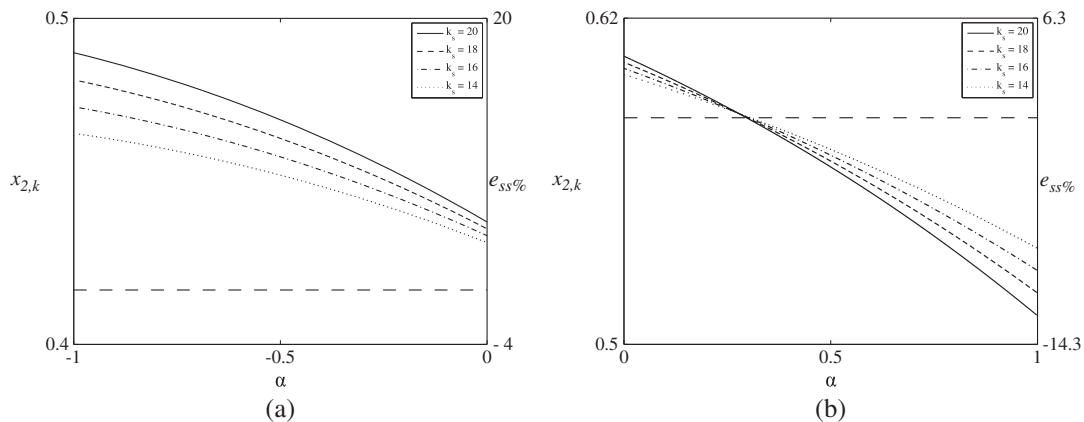 0.5
20
k_s = 20
k_s = 18
k_s = 16
k_s = 14
x_{2,k}
e_{ss%}
0.4
-4
-1
-0.5
0
α
(a)
0.62
6.3
k_s = 20
k_s = 18
k_s = 16
k_s = 14
x_{2,k}
e_{ss%}
0.5
-14.3
0
0.5
1
α
(b)